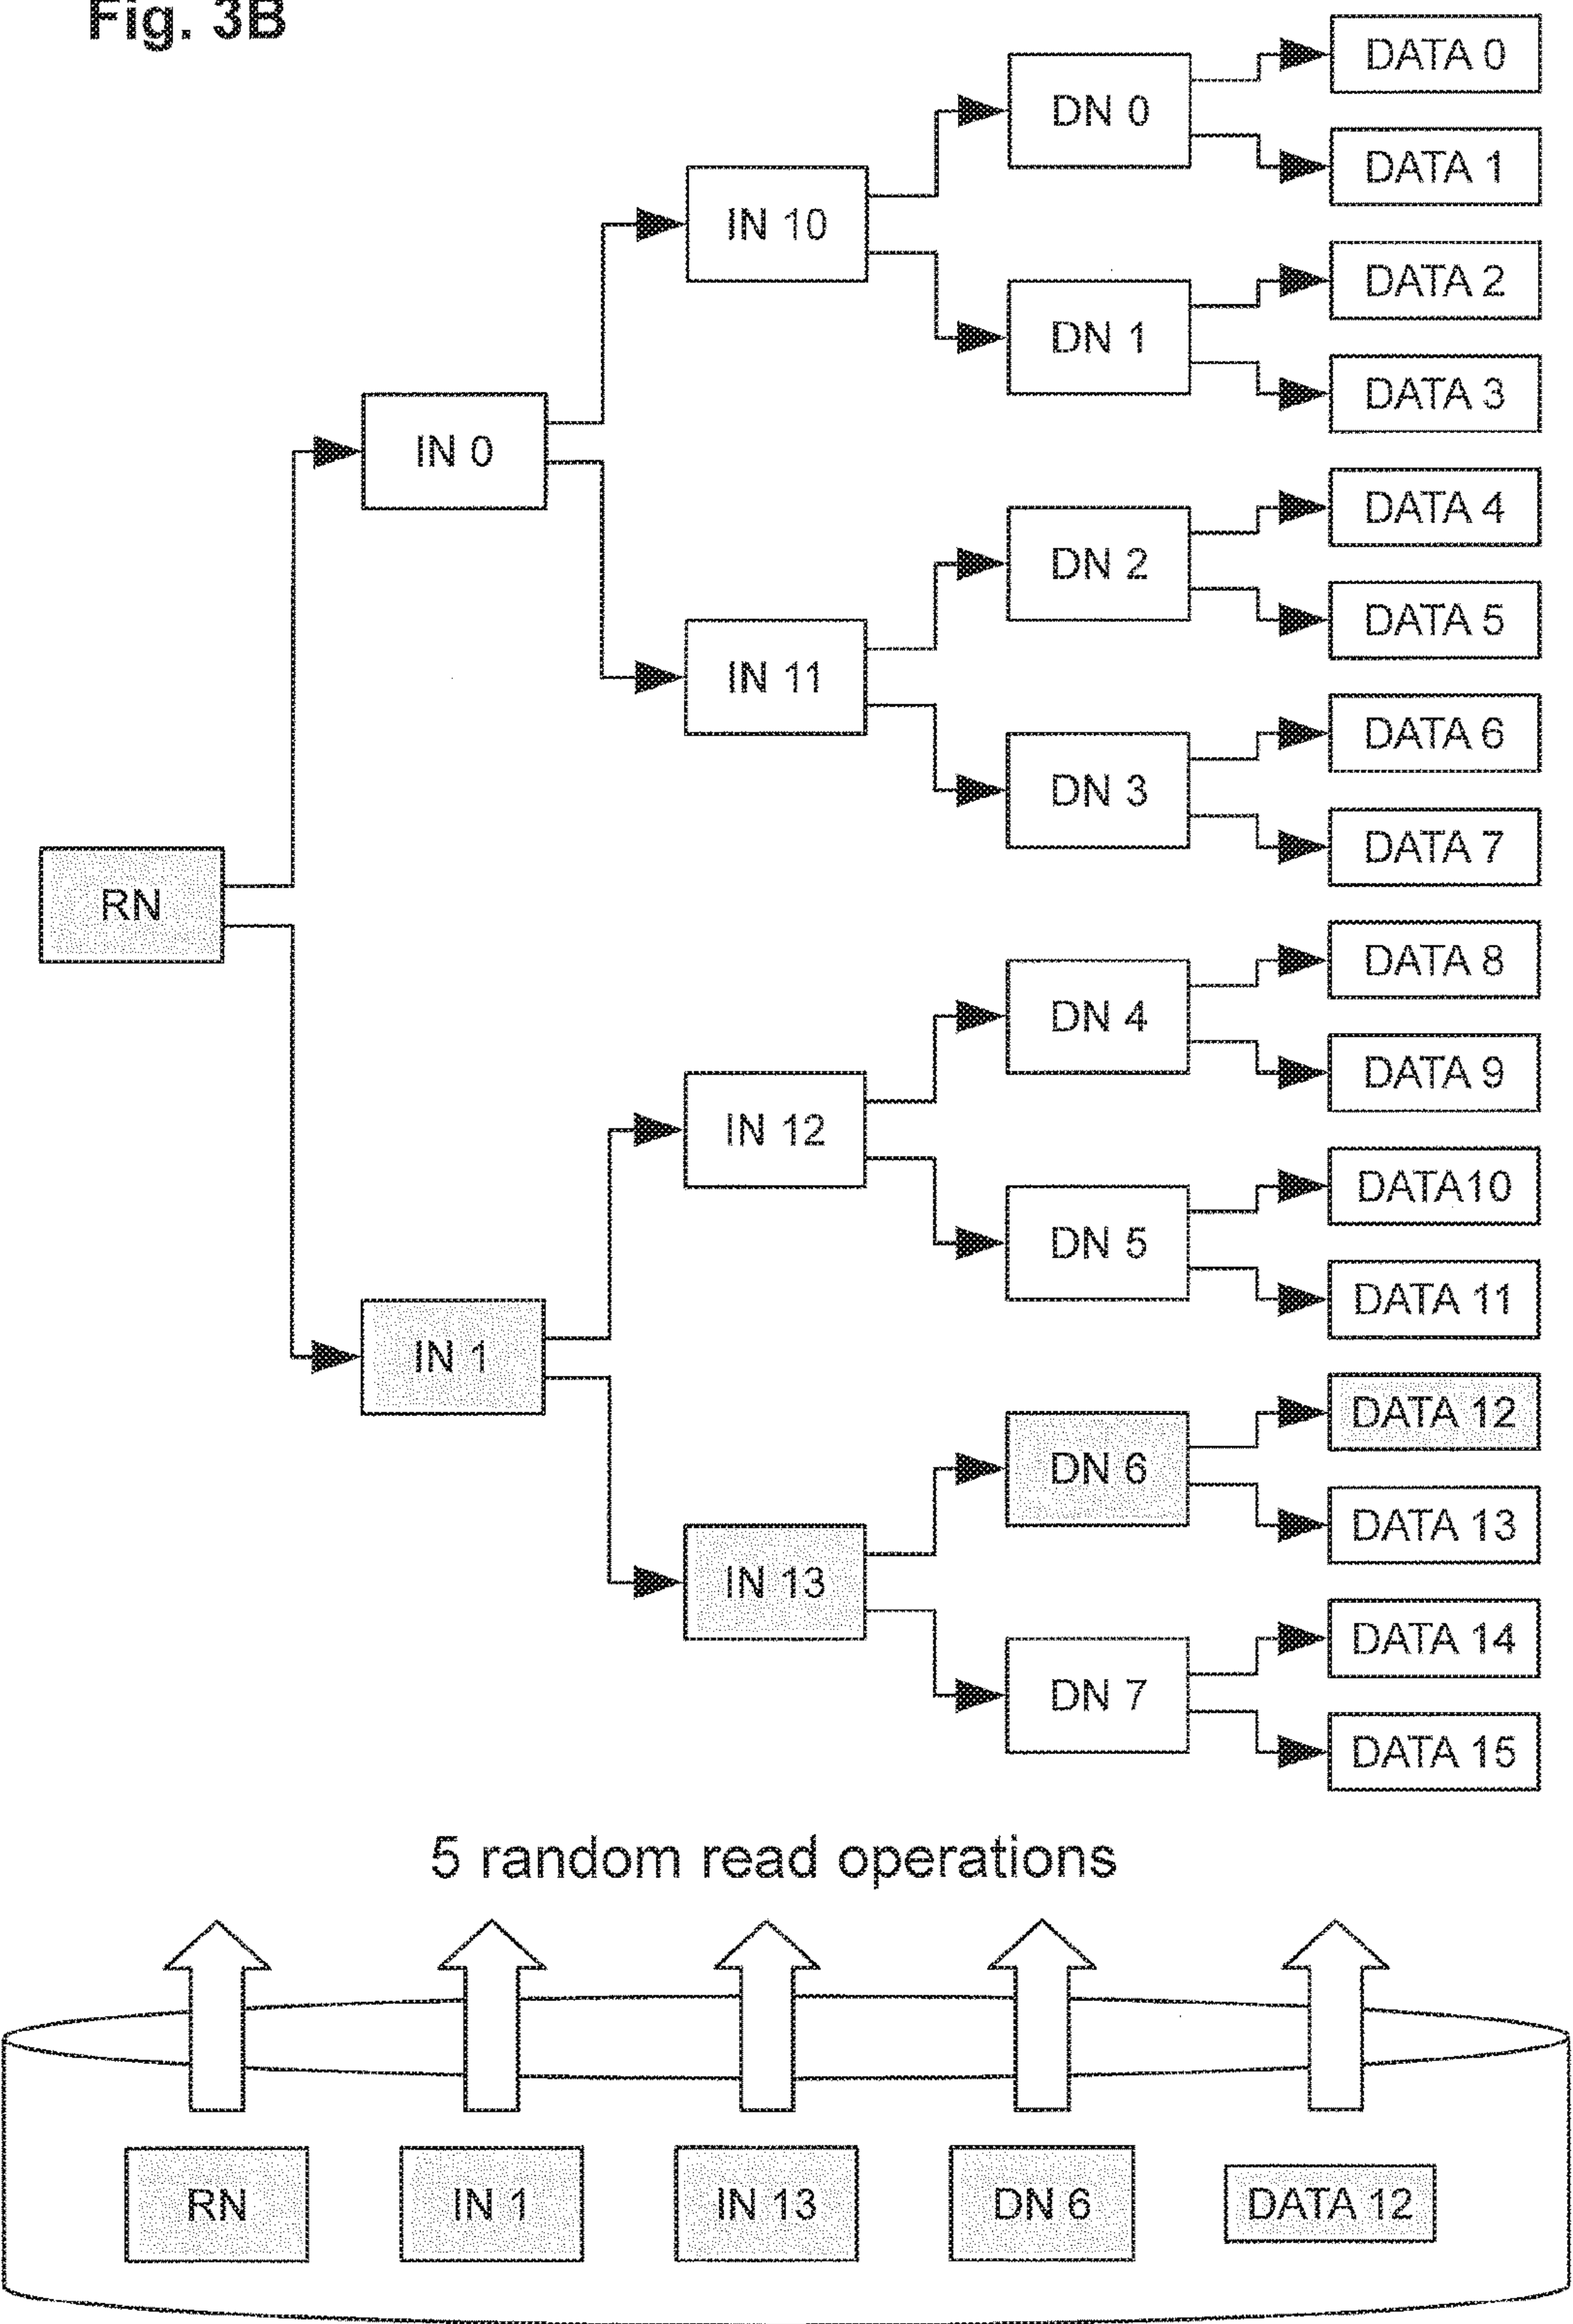 Fig. 3B
DATA 0
DN 0
DATA 1
IN 10
DATA 2
DN 1
DATA 3
IN 0
DATA 4
DN 2
DATA 5
IN 11
DATA 6
DN 3
DATA 7
RN
DATA 8
DN 4
DATA 9
IN 12
DATA10
DN 5
DATA 11
IN 1
DATA 12
DN 6
DATA 13
IN 13
DATA 14
DN 7
DATA 15
5 random read operations
RN
IN 1
IN 13
DN 6
DATA 12